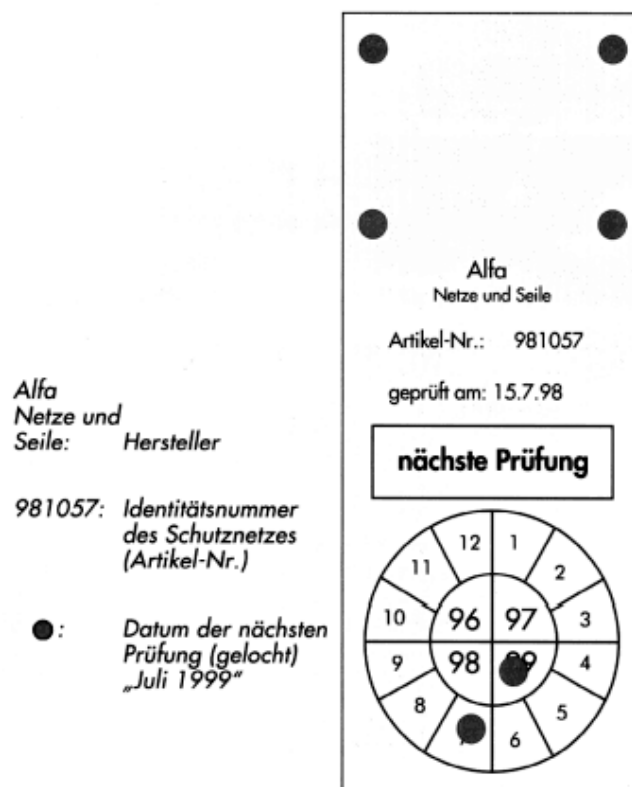 Alfa
Netze und
Seile: Hersteller
981057: Identitätsnummer
des Schutznetzes
(Artikel-Nr.)
: Datum der nächsten
Prüfung (gelocht)
„Juli 1999“
Alfa
Netze und Seile
Artikel-Nr.: 981057
geprüft am: 15.7.98
nächste Prüfung
12 1
11 2
96 97
10 3
98 99
9 4
8 5
7 6